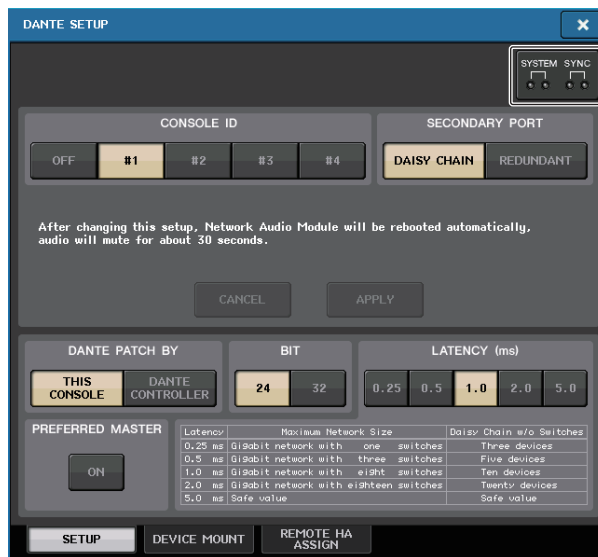 DANTE SETUP
SYSTEM SYNC
CONSOLE ID
SECONDARY PORT
OFF #1 #2 #3 #4
DAISY CHAIN REDUNDANT
After changing this setup, Network Audio Module will be rebooted automatically,
audio will mute for about 30 seconds.
CANCEL APPLY
DANTE PATCH BY
BIT
LATENCY (ms)
THIS CONSOLE
DANTE CONTROLLER
24 32
0.25 0.5 1.0 2.0 5.0
PREFERRED MASTER
ON
Latency Maximum Network Size Daisy Chain w/o Switches
0.25 ms Gigabit network with one switches Three devices
0.5 ms Gigabit network with three switches Five devices
1.0 ms Gigabit network with eight switches Ten devices
2.0 ms Gigabit network with eighteen switches Twenty devices
5.0 ms Safe value Safe value
SETUP
DEVICE MOUNT
REMOTE HA ASSIGN